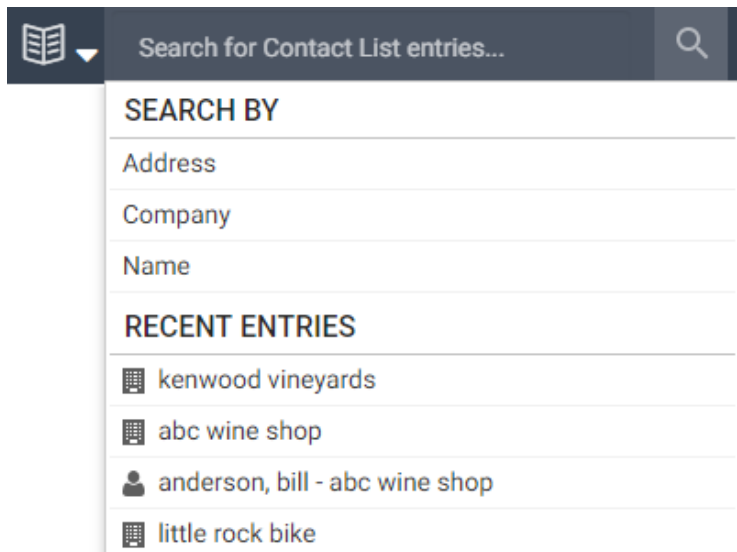 Search for Contact List entries...
SEARCH BY
Address
Company
Name
RECENT ENTRIES
kenwood vineyards
abc wine shop
anderson, bill - abc wine shop
little rock bike